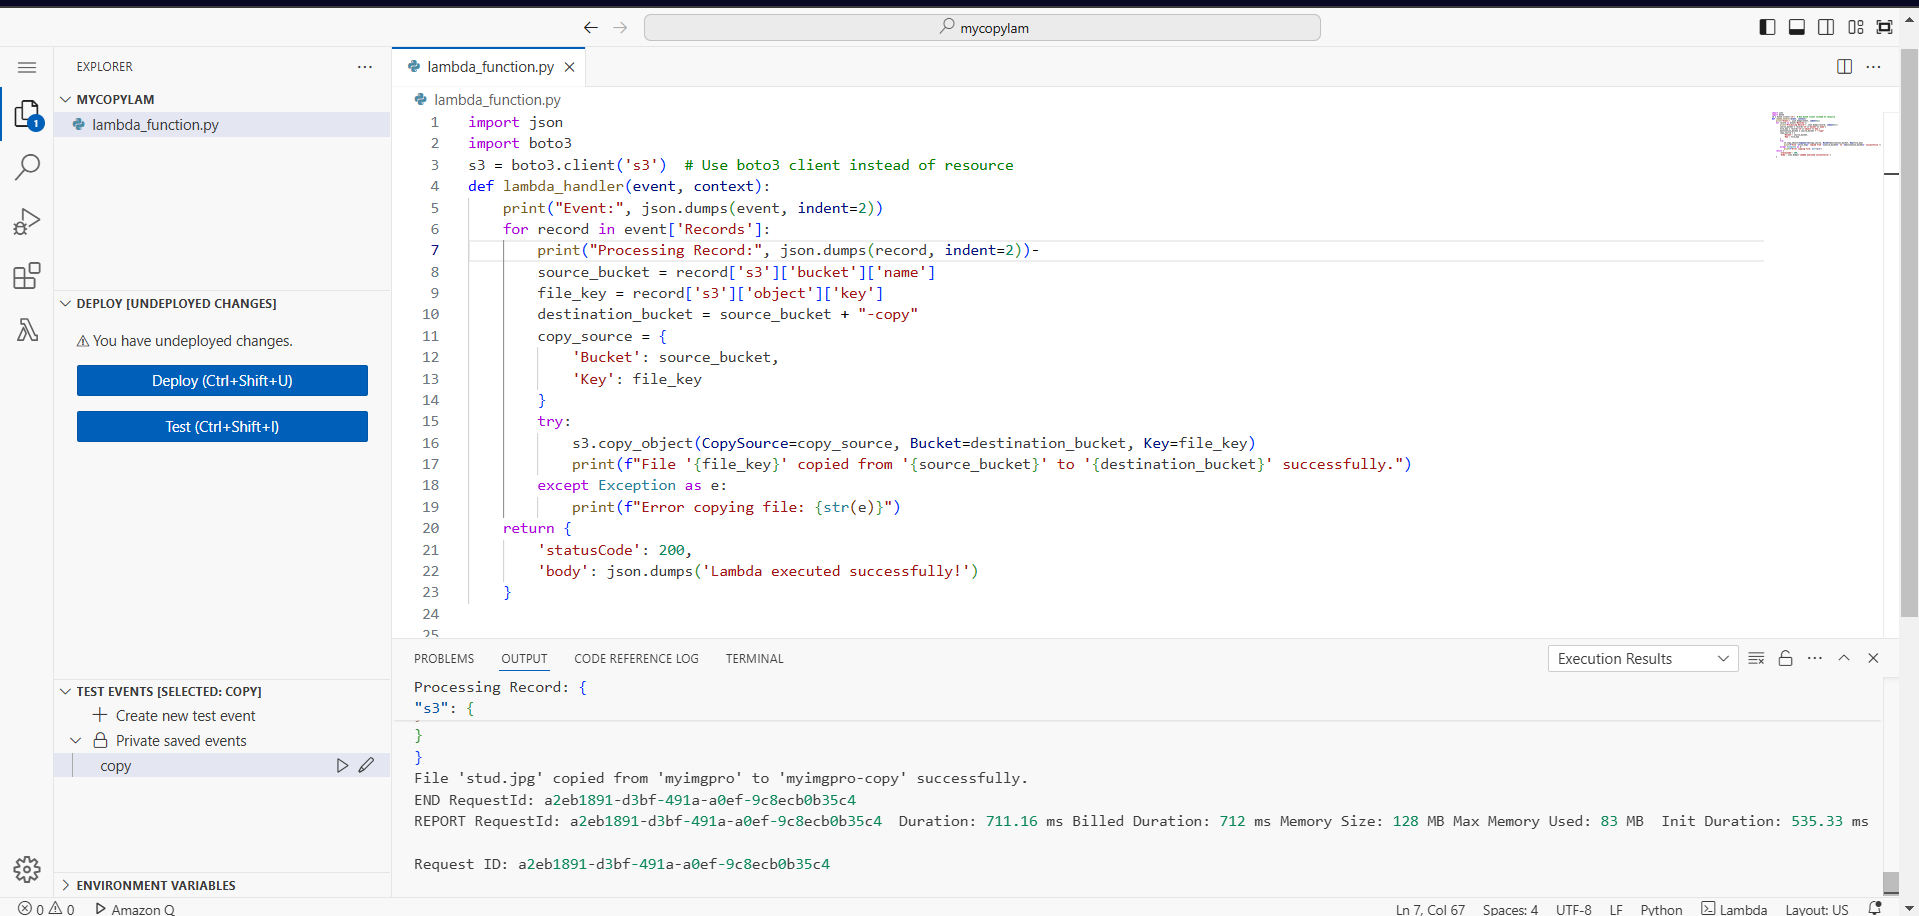 mycopylam
EXPLORER
MYCOPYLAM
lambda_function.py
1
DEPLOY [UNDEPLOYED CHANGES]
You have undeployed changes.
Deploy (Ctrl+Shift+U)
Test (Ctrl+Shift+I)
TEST EVENTS [SELECTED: COPY]
Create new test event
Private saved events
copy
ENVIRONMENT VARIABLES
lambda_function.py
lambda_function.py
1 import json
2 import boto3
3 s3 = boto3.client('s3')  # Use boto3 client instead of resource
4 def lambda_handler(event, context):
5     print("Event:", json.dumps(event, indent=2))
6     for record in event['Records']:
7         print("Processing Record:", json.dumps(record, indent=2))-
8         source_bucket = record['s3']['bucket']['name']
9         file_key = record['s3']['object']['key']
10         destination_bucket = source_bucket + "-copy"
11         copy_source = {
12             'Bucket': source_bucket,
13             'Key': file_key
14         }
15         try:
16             s3.copy_object(CopySource=copy_source, Bucket=destination_bucket, Key=file_key)
17             print(f"File '{file_key}' copied from '{source_bucket}' to '{destination_bucket}' successfully.")
18         except Exception as e:
19             print(f"Error copying file: {str(e)}")
20     return {
21         'statusCode': 200,
22         'body': json.dumps('Lambda executed successfully!')
23     }
24
25
PROBLEMS OUTPUT CODE REFERENCE LOG TERMINAL
Execution Results
Processing Record: {
"s3": {
}
}
File 'stud.jpg' copied from 'myimgpro' to 'myimgpro-copy' successfully.
END RequestId: a2eb1891-d3bf-491a-a0ef-9c8ecb0b35c4
REPORT RequestId: a2eb1891-d3bf-491a-a0ef-9c8ecb0b35c4  Duration: 711.16 ms Billed Duration: 712 ms Memory Size: 128 MB Max Memory Used: 83 MB  Init Duration: 535.33 ms
Request ID: a2eb1891-d3bf-491a-a0ef-9c8ecb0b35c4
0 0 Amazon Q
Ln 7, Col 67 Spaces: 4 UTF-8 LF Python Lambda Layout: US